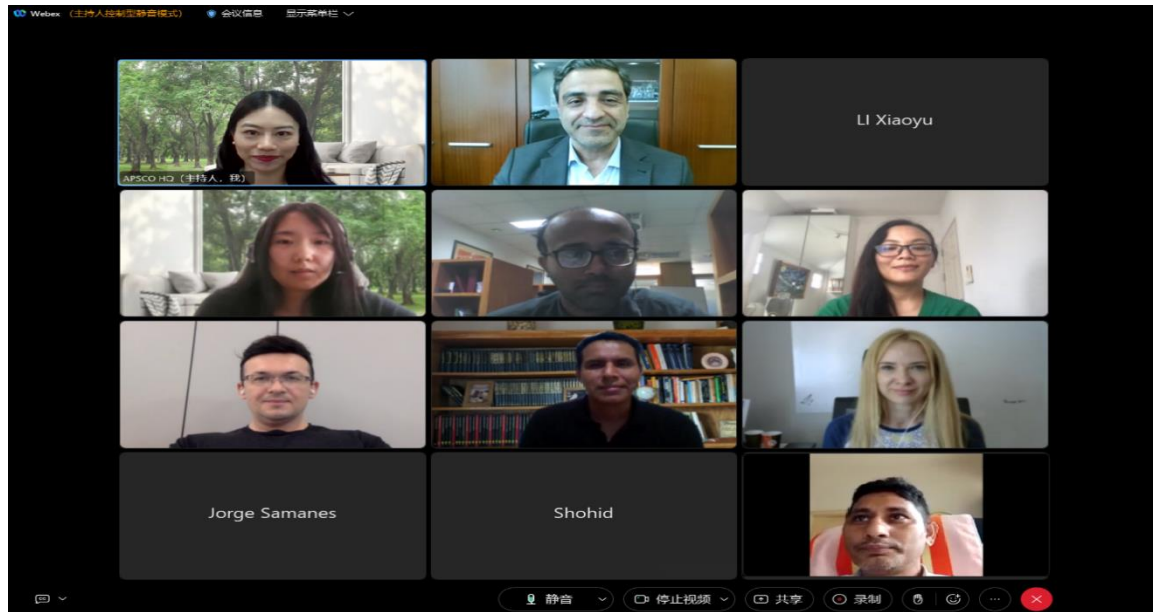 Webex (主持人控制型静音模式) 会议信息 显示菜单栏
APSCO HQ (主持人,我)
LI Xiaoyu
Jorge Samanes
Shohid
静音 停止视频 共享 录制